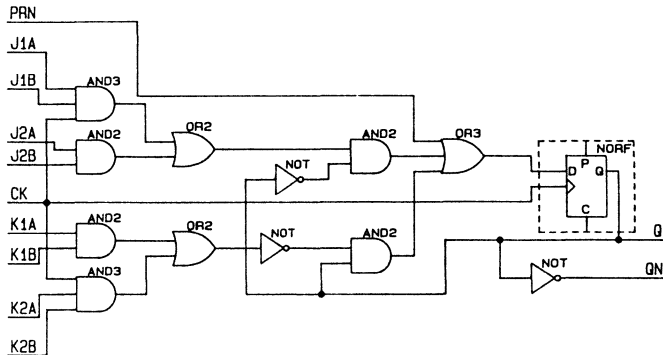 PRN
J1A
J1B
AND3
J2A
AND2
J2B
OR2
AND2
OR3
NOT
NORF
P
D
Q
C
CK
K1A
AND2
K1B
OR2
NOT
AND2
AND3
Q
NOT
QN
K2A
K2B